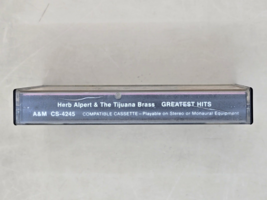 Herb Alpert & The Tijuana Brass GREATEST HITS
A&M CS-4245 COMPATIBLE CASSETTE – Playable on Stereo or Monaural Equipment